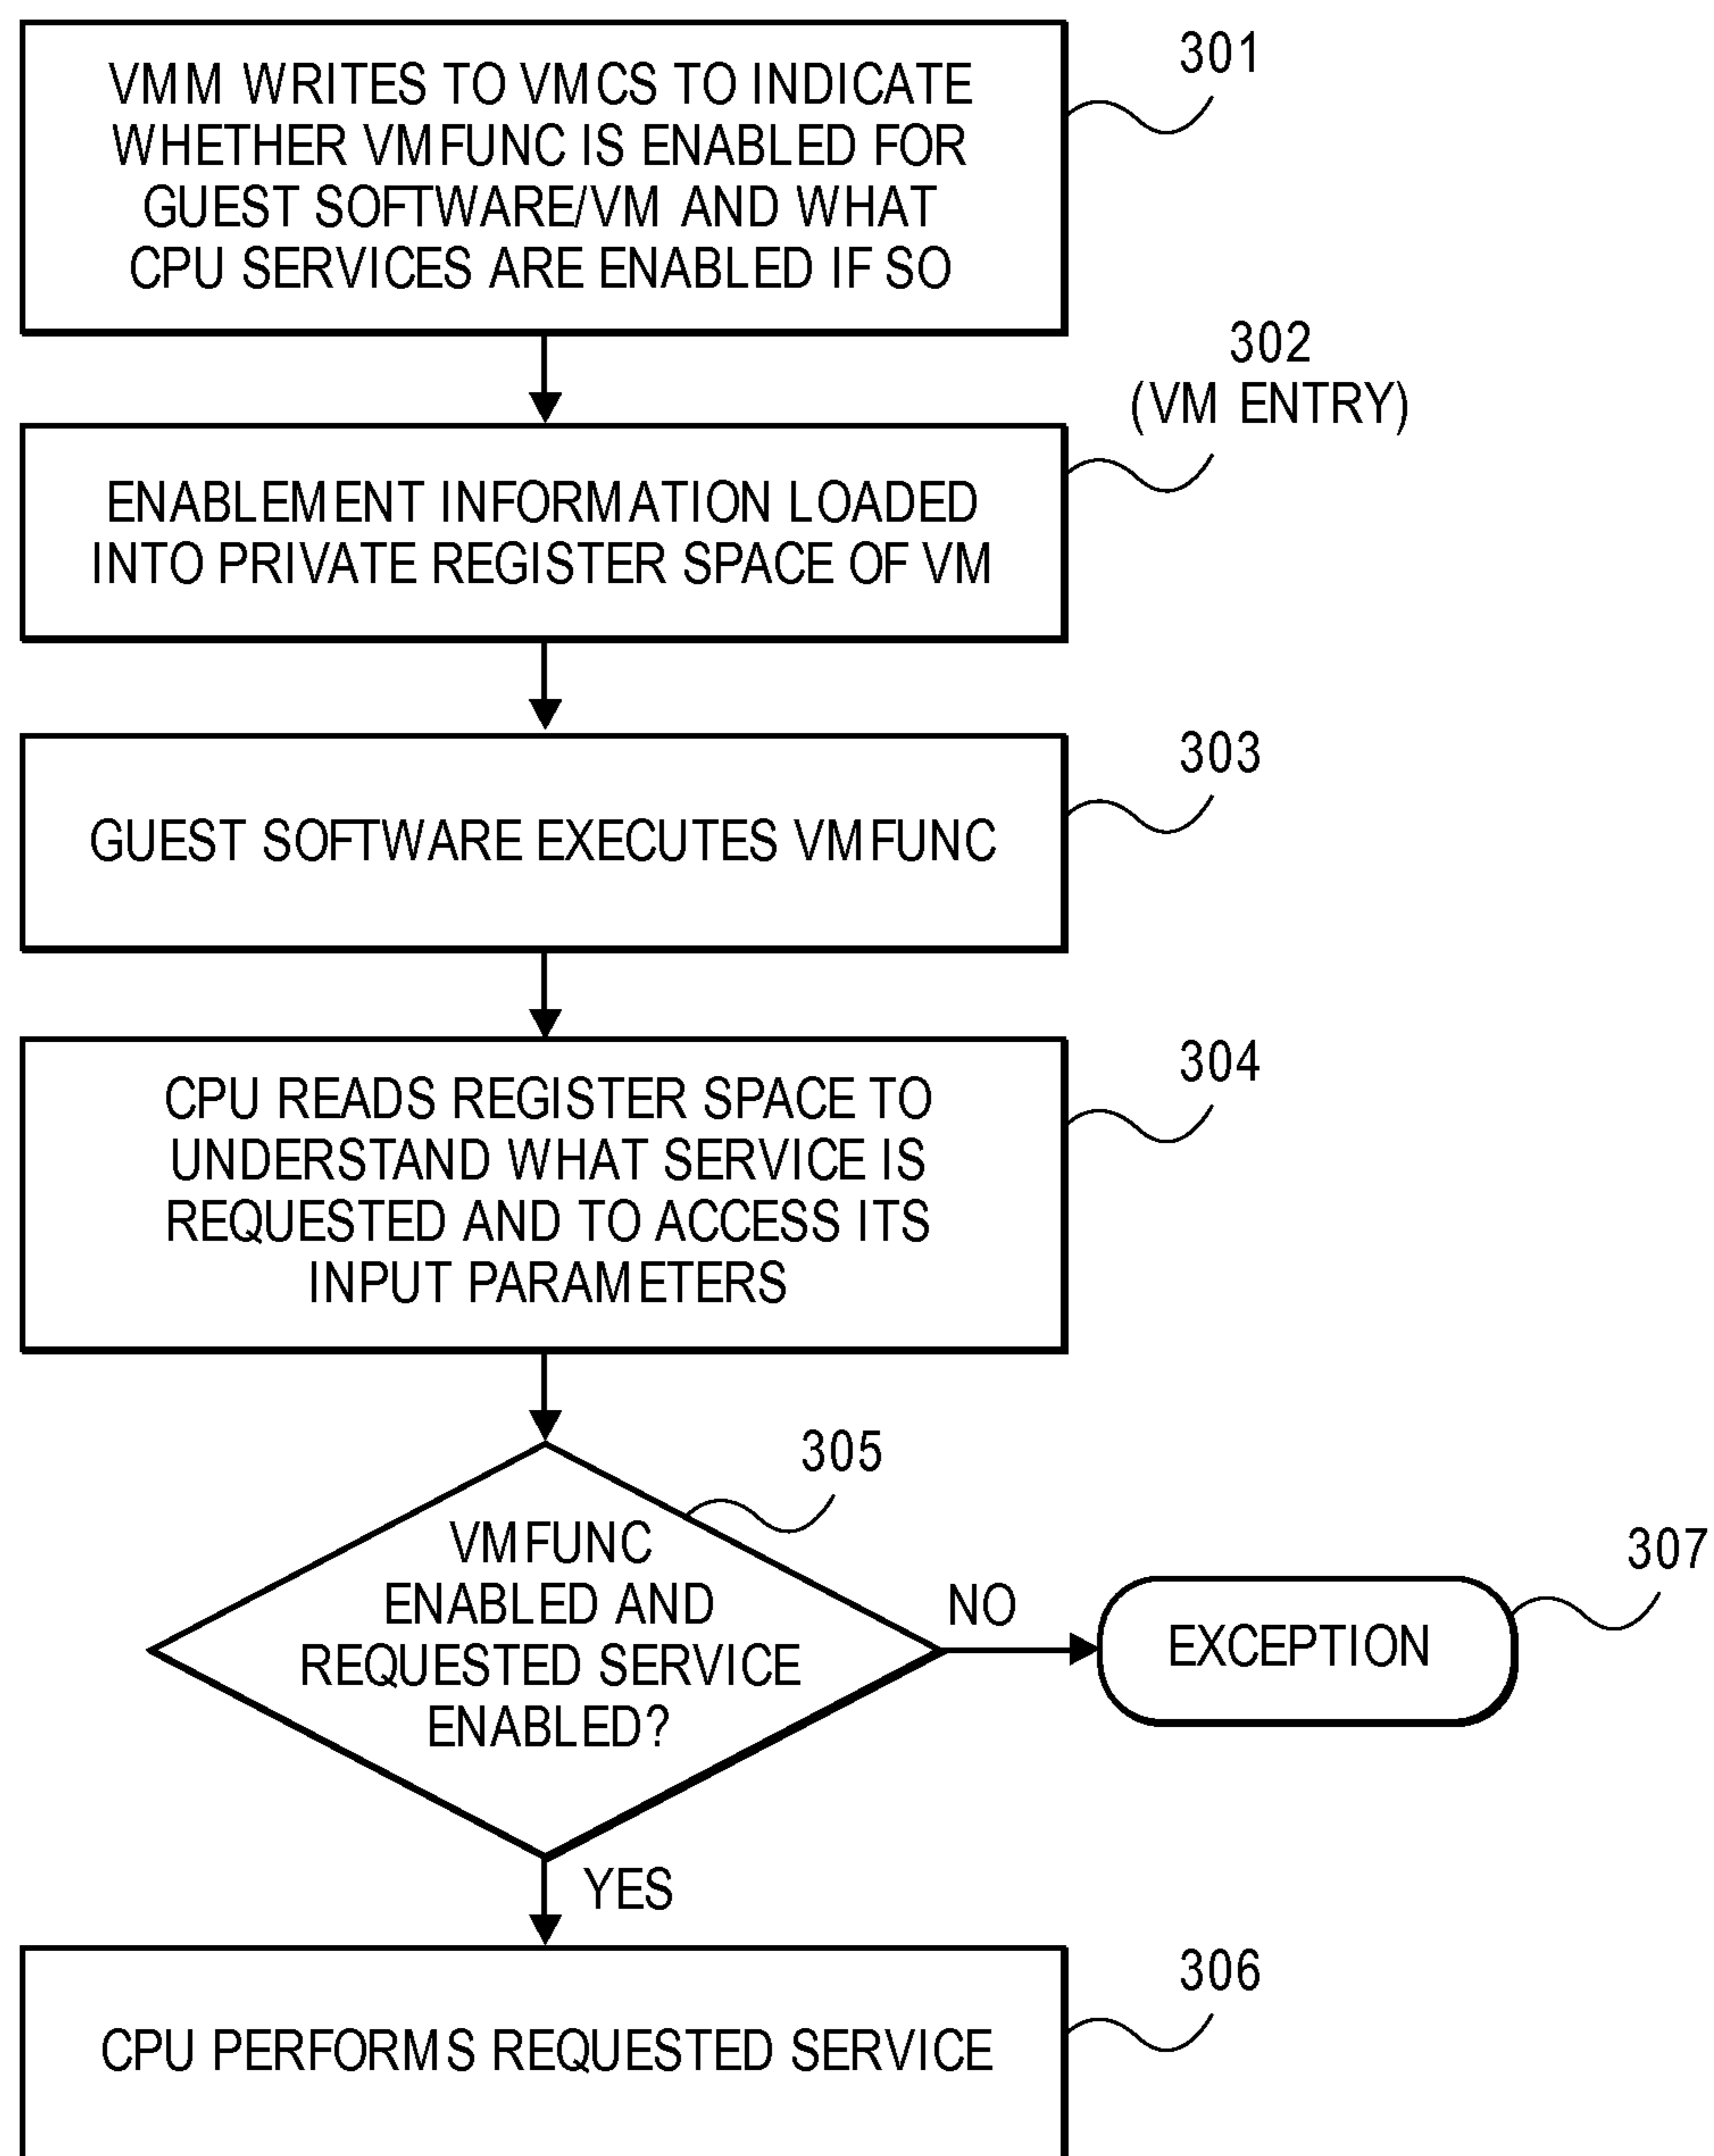 VMM WRITES TO VMCS TO INDICATE
WHETHER VMFUNC IS ENABLED FOR
GUEST SOFTWARE/VM AND WHAT
CPU SERVICES ARE ENABLED IF SO
301
302
(VM ENTRY)
ENABLEMENT INFORMATION LOADED
INTO PRIVATE REGISTER SPACE OF VM
303
GUEST SOFTWARE EXECUTES VMFUNC
304
CPU READS REGISTER SPACE TO
UNDERSTAND WHAT SERVICE IS
REQUESTED AND TO ACCESS ITS
INPUT PARAMETERS
305
VMFUNC
ENABLED AND
REQUESTED SERVICE
ENABLED?
NO
307
EXCEPTION
YES
306
CPU PERFORMS REQUESTED SERVICE